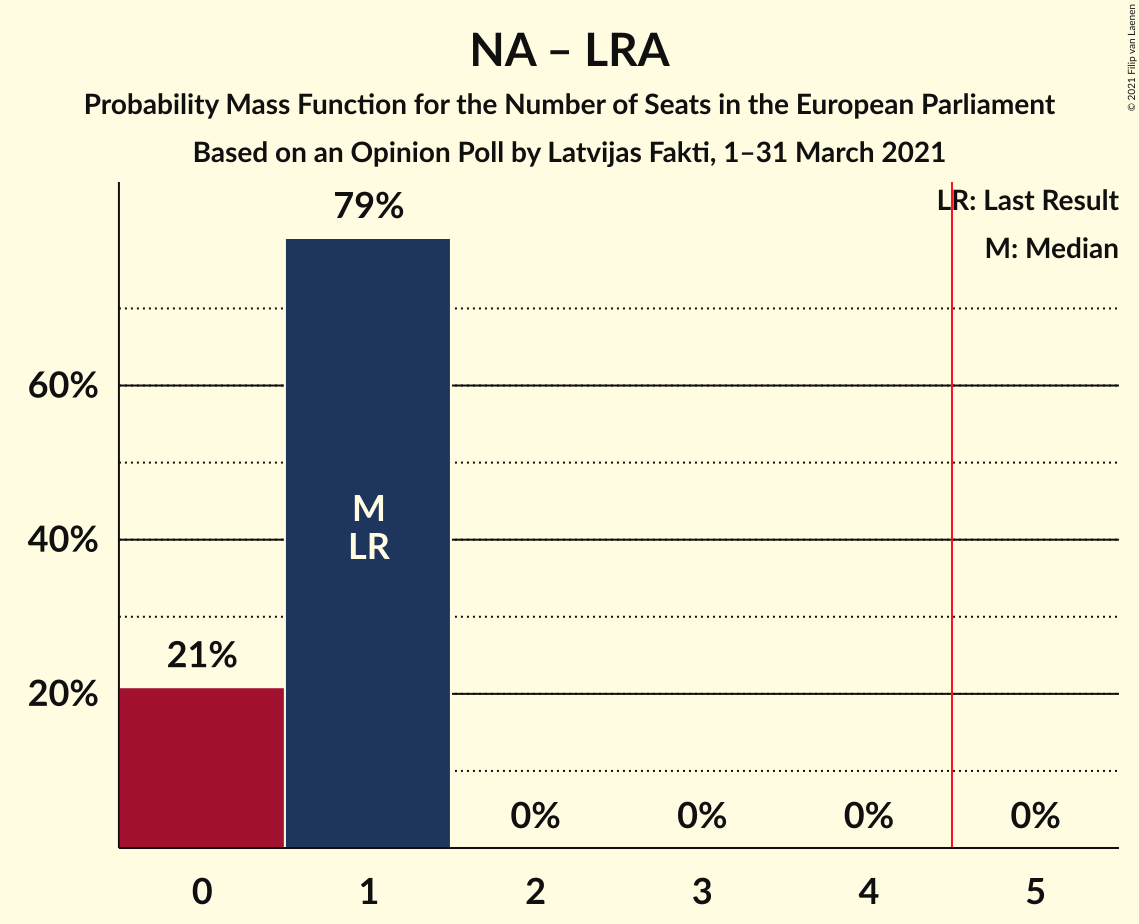 NA – LRA
Probability Mass Function for the Number of Seats in the European Parliament
Based on an Opinion Poll by Latvijas Fakti, 1–31 March 2021
© 2021 Filip van Laenen
LR: Last Result
M: Median
79%
60%
M
40%
LR
21%
20%
0% 0% 0% 0%
0 1 2 3 4 5